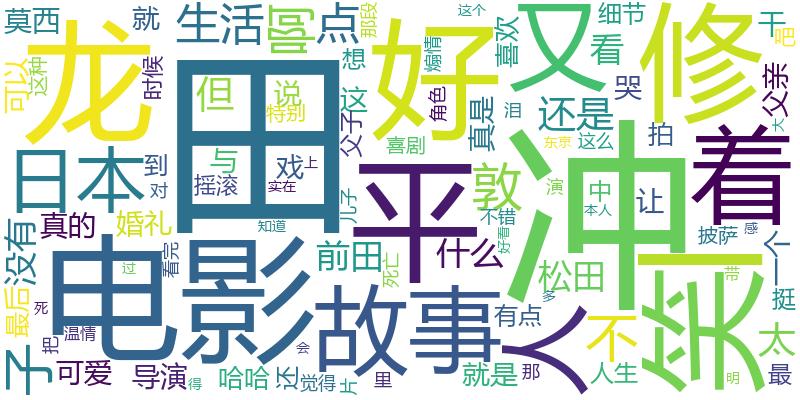 莫西
就
生活
啊
点
那段
好
煽情
这个
喜欢
又
细节
看
修
干
吧
可以
这种
龙
时候
田
但
说
特别
想
这
父子
角色
真是
泪
还是
哭
父亲
大
日本
到
对
与
摇滚
戏
上
实在
儿子
喜剧
平
敦
不错
演
东京
这么
冲
拍
中
本人
让
着
没有
真的
婚礼
看完
知道
前田
死亡
什么
好看
松田
披萨
感
一个
最后
死
子
把
电影
过
温情
故事
会
有点
多
人
不
笑
带
挺
太
可爱
导演
得
哈哈
还
觉得
片
里
就是
那
人生
明
最